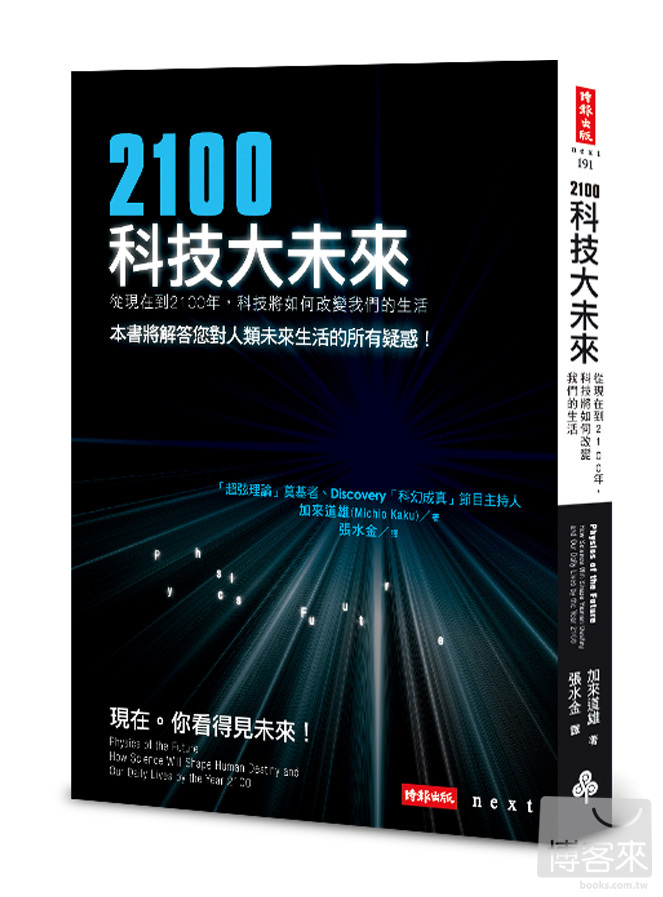 2100
科技大未來
從現在到2100年，科技將如何改變我們的生活
本書將解答您對人類未來生活的所有疑惑！
「超弦理論」奠基者、Discovery「科幻成真」節目主持人
加來道雄(Michio Kaku)／著
張水金／譯
Physics
Future
現在。你看得見未來！
Physics of the Future
How Science Will Shape Human Destiny and
Our Daily Lives by the Year 2100
時報出版 next
時報出版
next
191
2100
科技大未來
從現在到2100年，
科技將如何改變
我們的生活
Physics of the Future
How Science Will Shape Human Destiny
and Our Daily Lives by the Year 2100
加來道雄 著
張水金 譯
博客來
books.com.tw